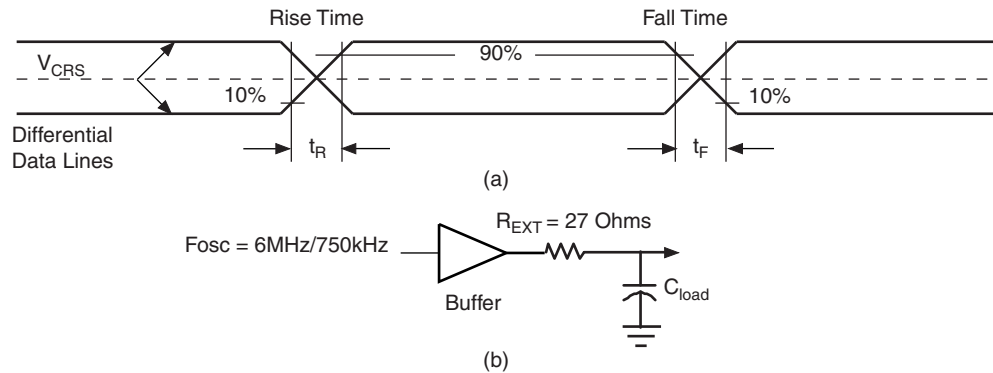 Rise Time
Fall Time
V_CRS
90%
10%
10%
Differential
Data Lines
t_R
t_F
(a)
R_EXT = 27 Ohms
Fosc = 6MHz/750kHz
Buffer
C_load
(b)